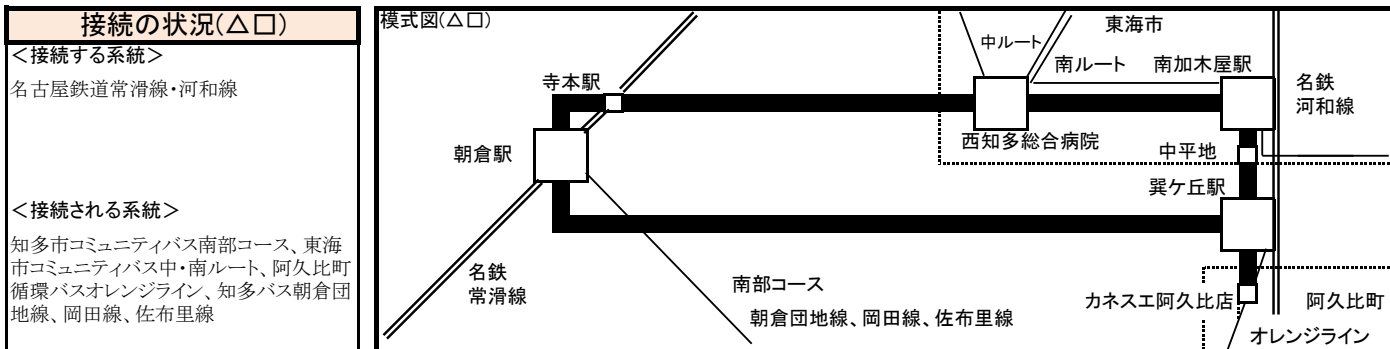 接続の状況(△□)
＜接続する系統＞
名古屋鉄道常滑線・河和線
＜接続される系統＞
知多市コミュニティバス南部コース、東海
市コミュニティバス中・南ルート、阿久比町
循環バスオレンジライン、知多バス朝倉団
地線、岡田線、佐布里線
模式図(△□)
東海市
中ルート
南ルート
南加木屋駅
名鉄
河和線
寺本駅
朝倉駅
西知多総合病院
中平地
巽ケ丘駅
名鉄
常滑線
南部コース
朝倉団地線、岡田線、佐布里線
カネスエ阿久比店
阿久比町
オレンジライン